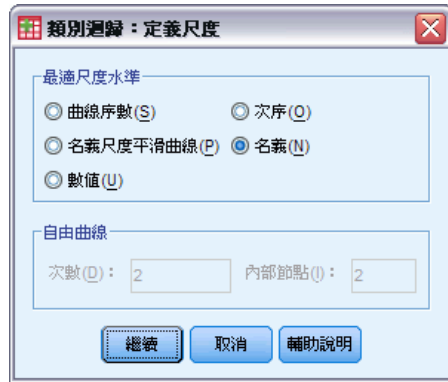 類別迴歸：定義尺度
最適尺度水準
曲線序數(S)
次序(O)
名義尺度平滑曲線(P)
名義(N)
數值(U)
自由曲線
次數(D)：
2
內部節點(I)：
2
繼續
取消
輔助說明